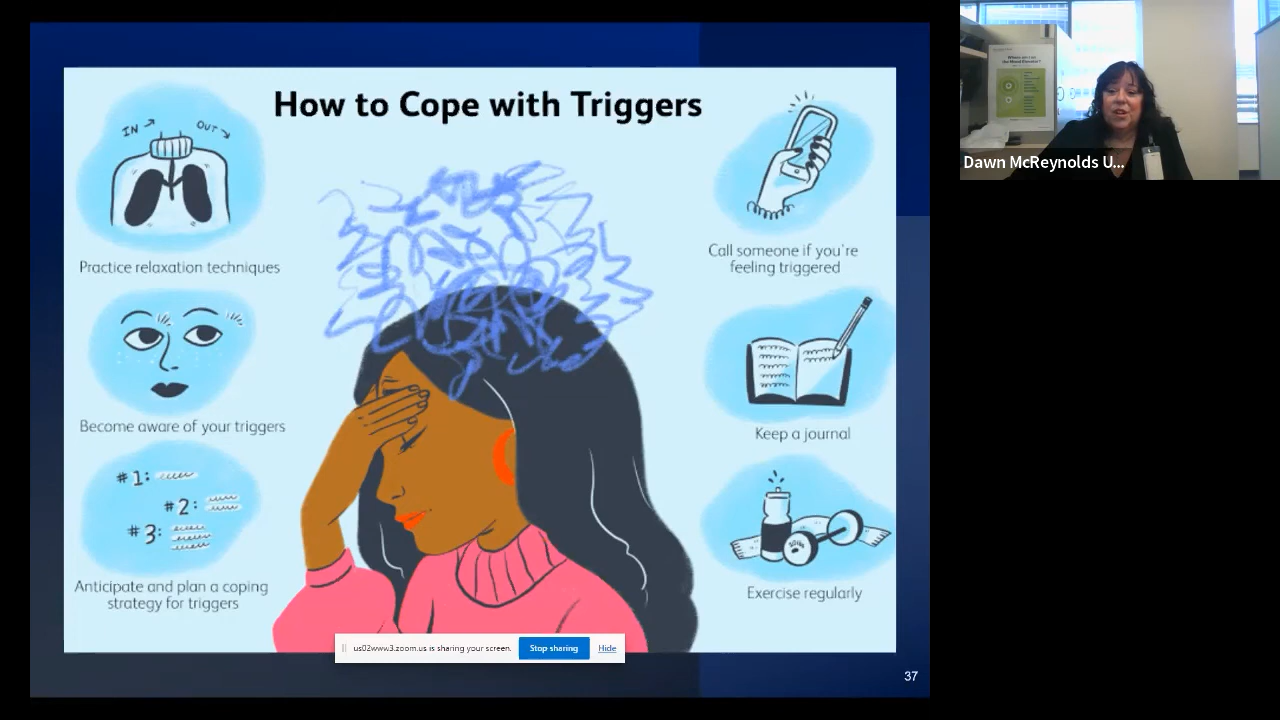 How to Cope with Triggers
IN
OUT
Practice relaxation techniques
Become aware of your triggers
#1:
#2:
#3:
Anticipate and plan a coping
strategy for triggers
Call someone if you're
feeling triggered
Keep a journal
Exercise regularly
us02www3.zoom.us is sharing your screen.
Stop sharing
Hide
37
Dawn McReynolds U...